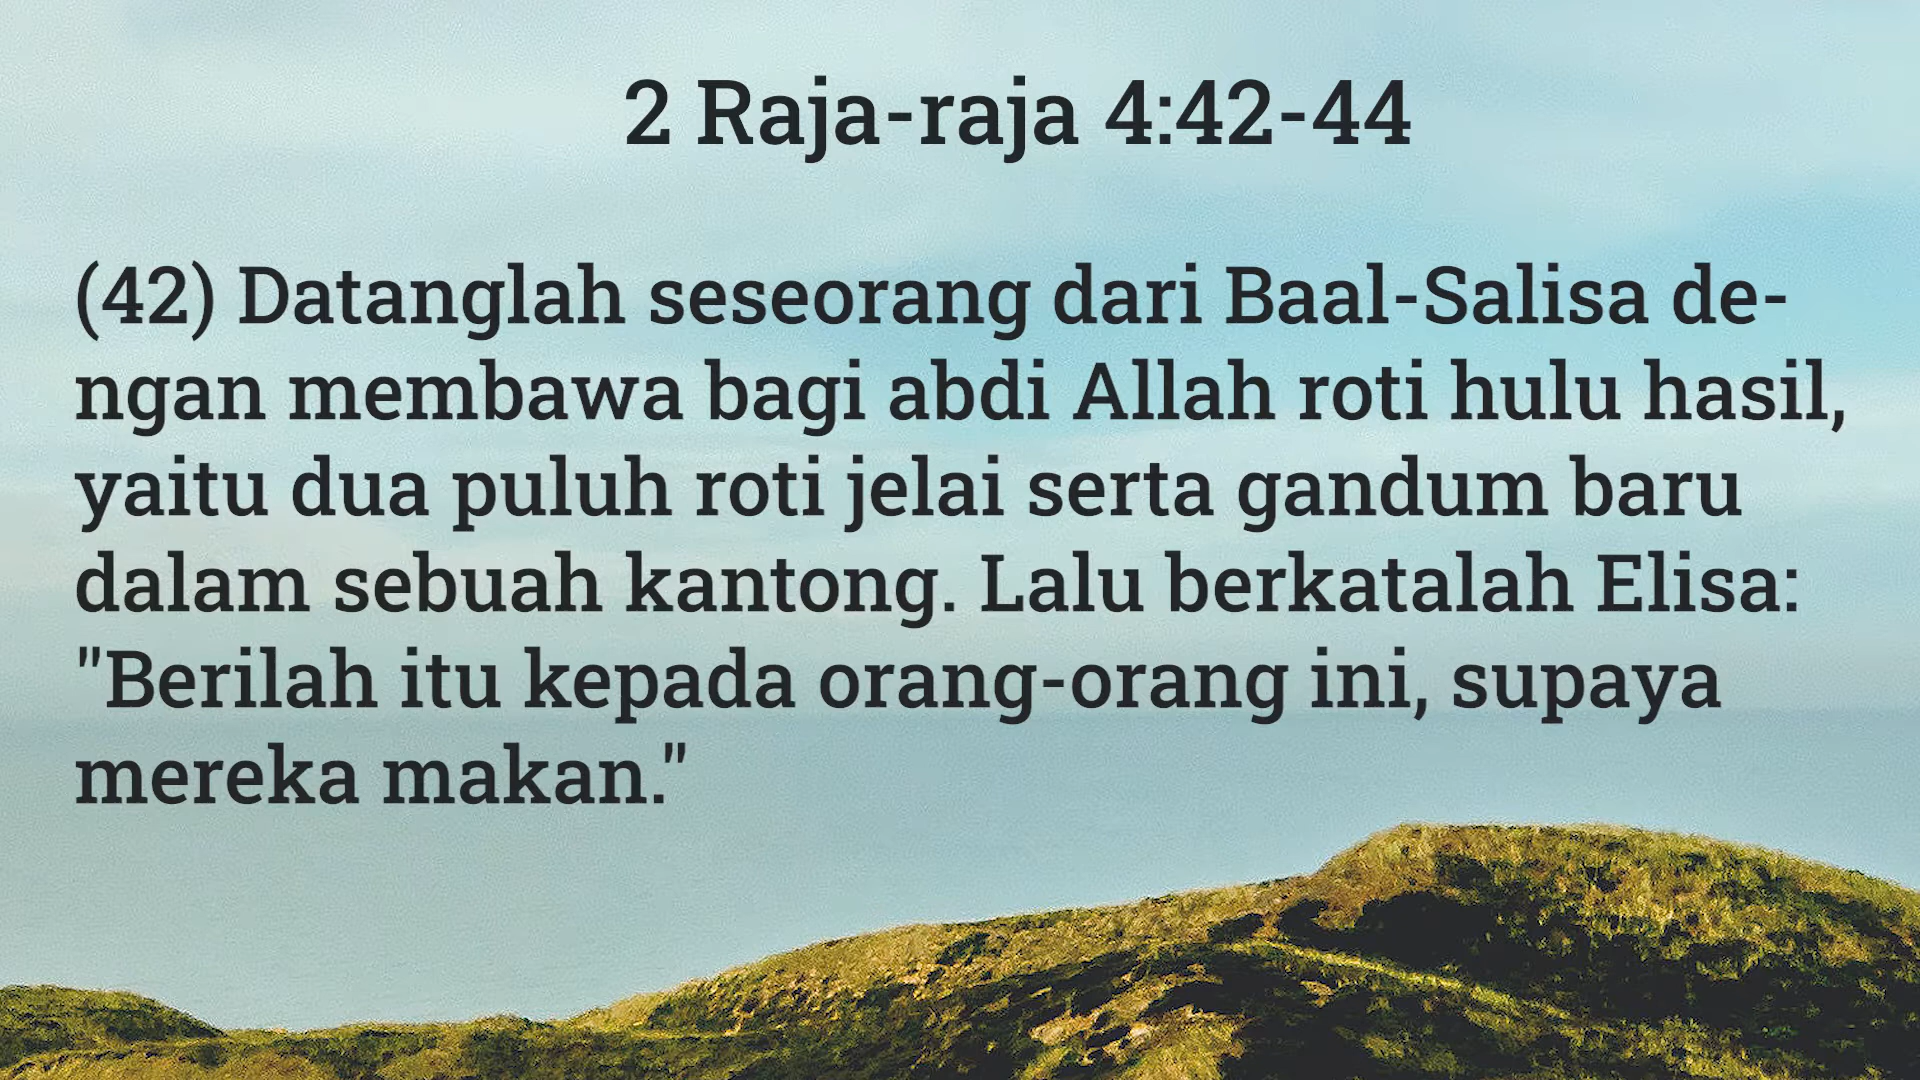 2 Raja-raja 4:42-44
(42) Datanglah seseorang dari Baal-Salisa de-
ngan membawa bagi abdi Allah roti hulu hasil,
yaitu dua puluh roti jelai serta gandum baru
dalam sebuah kantong. Lalu berkatalah Elisa:
"Berilah itu kepada orang-orang ini, supaya
mereka makan."